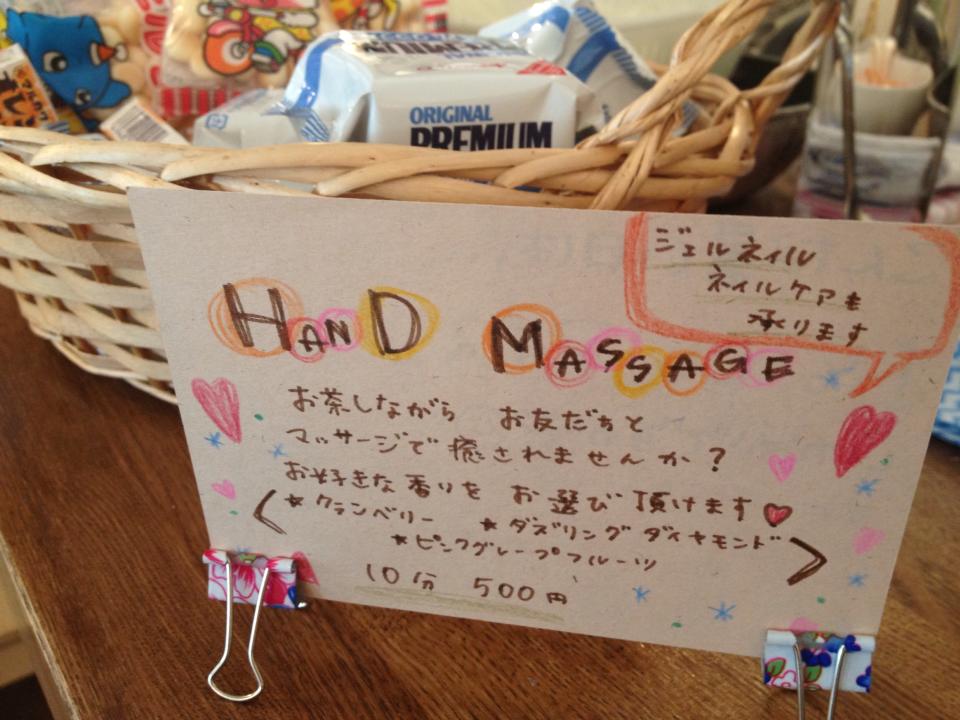 ORIGINAL
PREMIUM
ジェルネイル
ネイルケアも
承ります
HAND MASSAGE
お茶しながら お友だちと
マッサージで癒されませんか?
お好きな香りを お選び頂けます
＊クランベリー ＊ダズリングダイヤモンド
＊ピンクグレープフルーツ
10分 500円